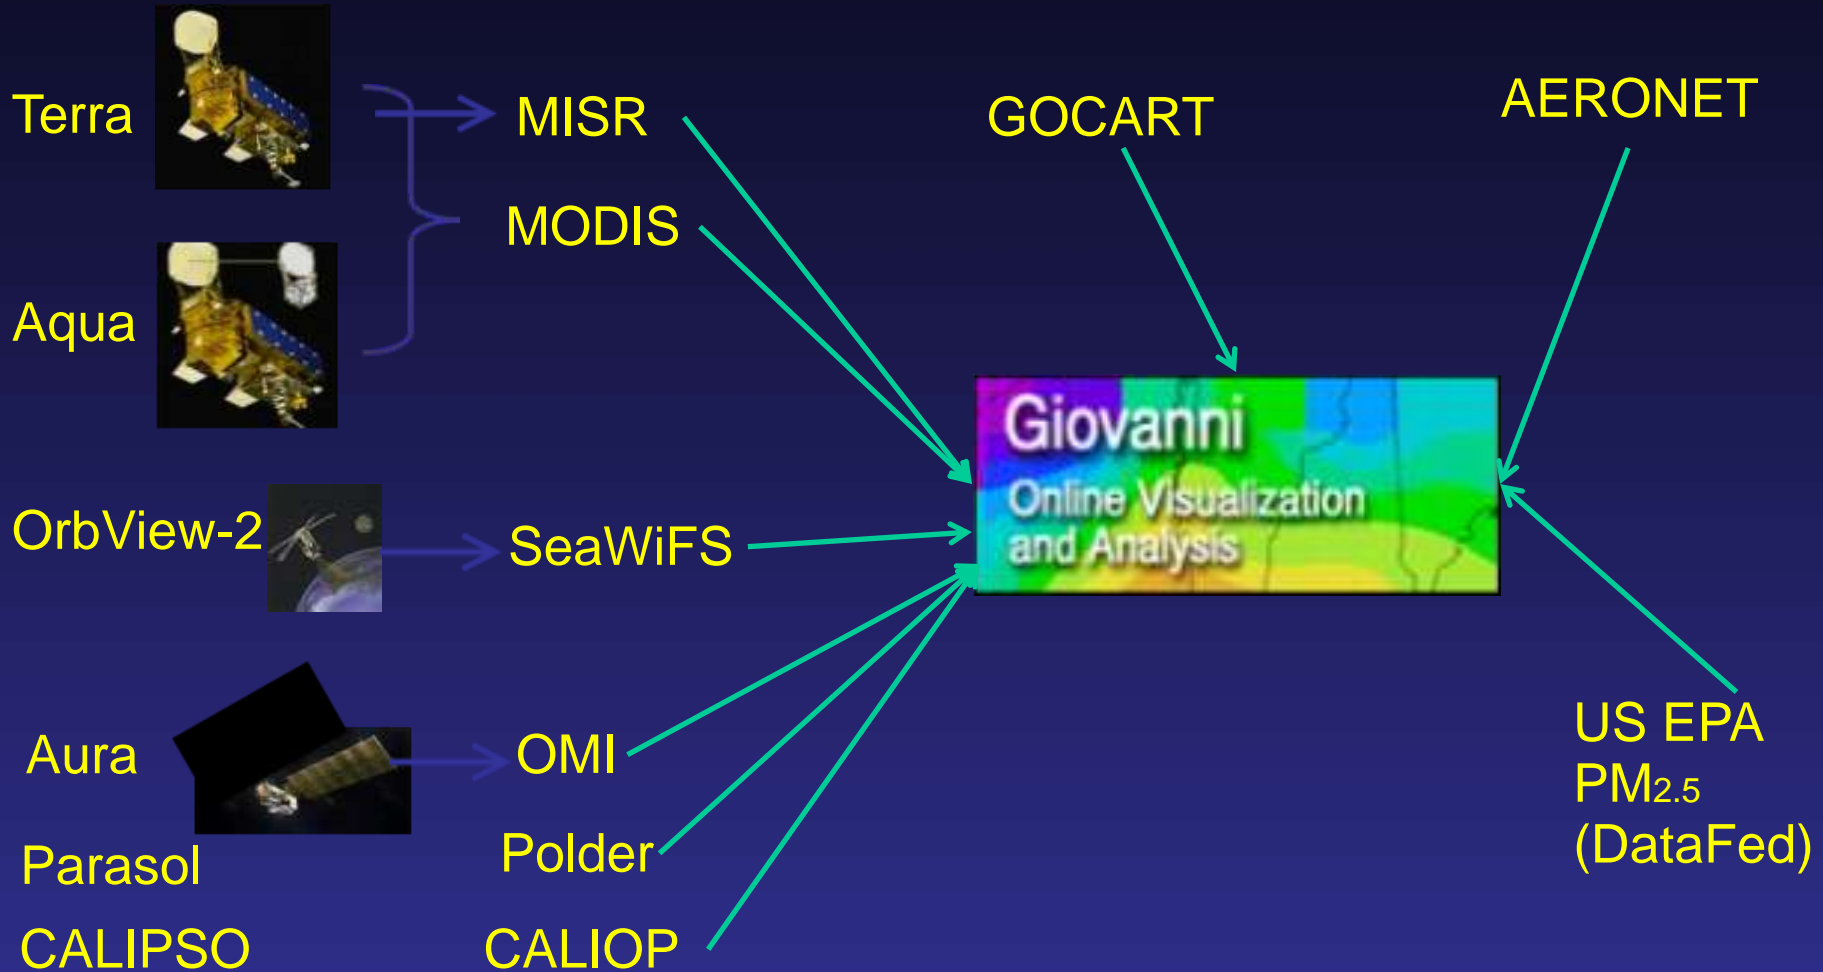 Terra
MISR
GOCART
AERONET
MODIS
Aqua
Giovanni
Online Visualization
and Analysis
OrbView-2
SeaWiFS
Aura
OMI
US EPA
PM2.5
(DataFed)
Parasol
Polder
CALIPSO
CALIOP